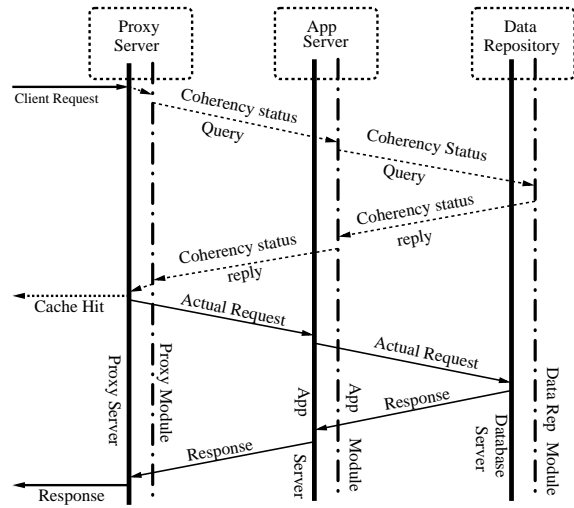 Proxy
Server
App
Server
Data
Repository
Client Request
Coherency status
Query
Coherency Status
Query
Coherency status
reply
Coherency status
reply
Cache Hit
Actual Request
Actual Request
Response
Response
Response
Proxy Server
Proxy Module
App Server
App Module
Database
Server
Data Rep Module